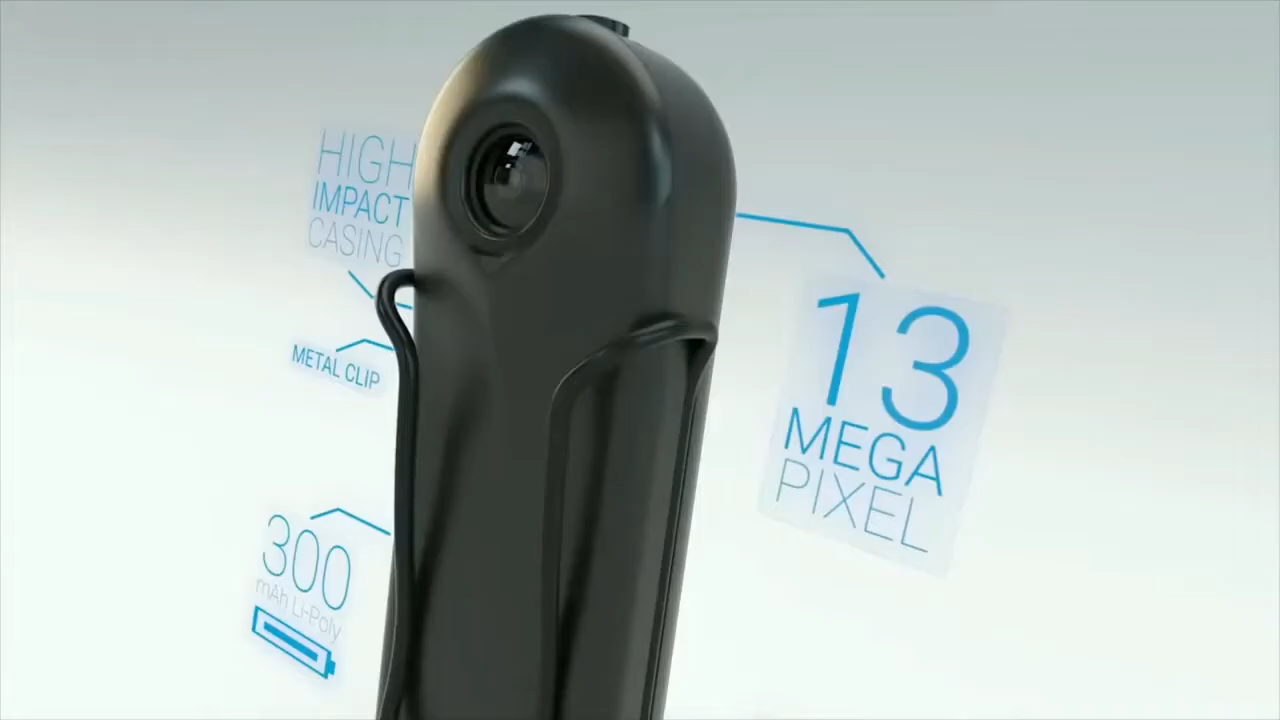 HIGH
IMPACT
CASING
METAL CLIP
300
mAh Li-Poly
13
MEGA
PIXEL